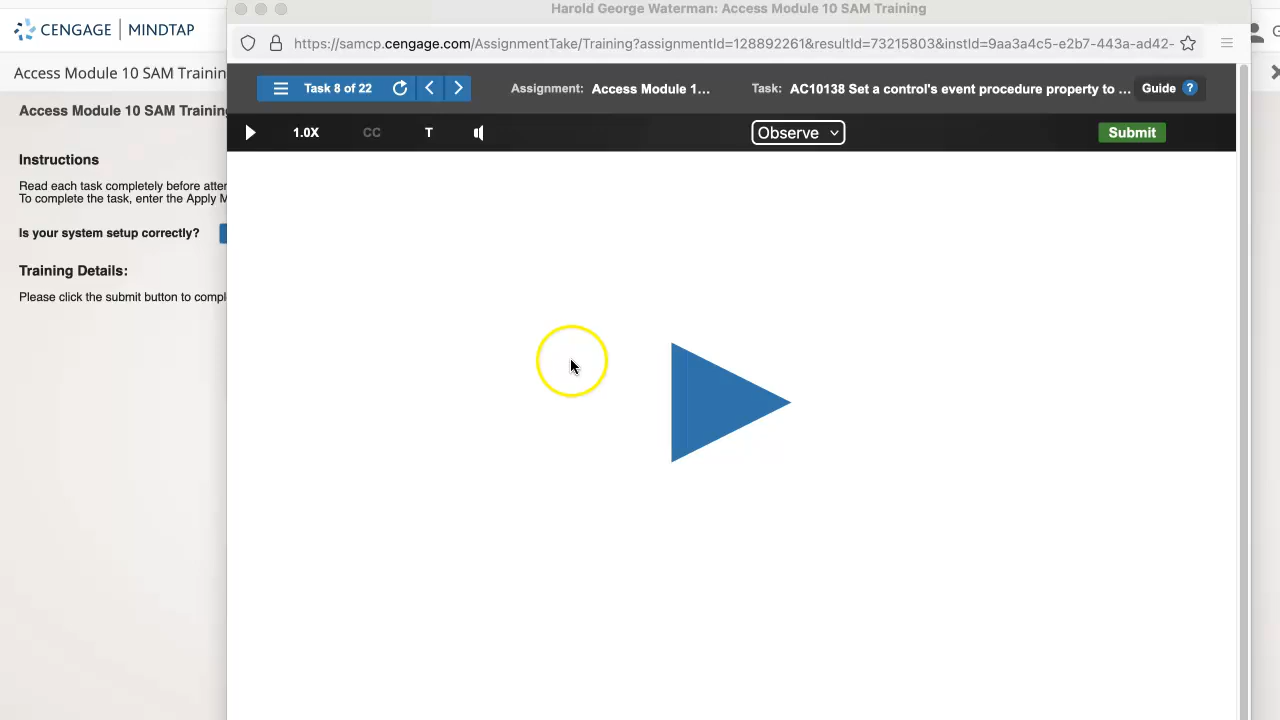 Harold George Waterman: Access Module 10 SAM Training
CENGAGE | MINDTAP
https://samcp.cengage.com/AssignmentTake/Training?assignmentId=128892261&resultId=73215803&instId=9aa3a4c5-e2b7-443a-ad42-
Access Module 10 SAM Trainin
Task 8 of 22
Assignment: Access Module 1...
Task: AC10138 Set a control's event procedure property to ...
Guide ?
Access Module 10 SAM Training
1.0X
CC
T
Observe
Submit
Instructions
Read each task completely before atter
To complete the task, enter the Apply M
Is your system setup correctly?
Training Details:
Please click the submit button to compl